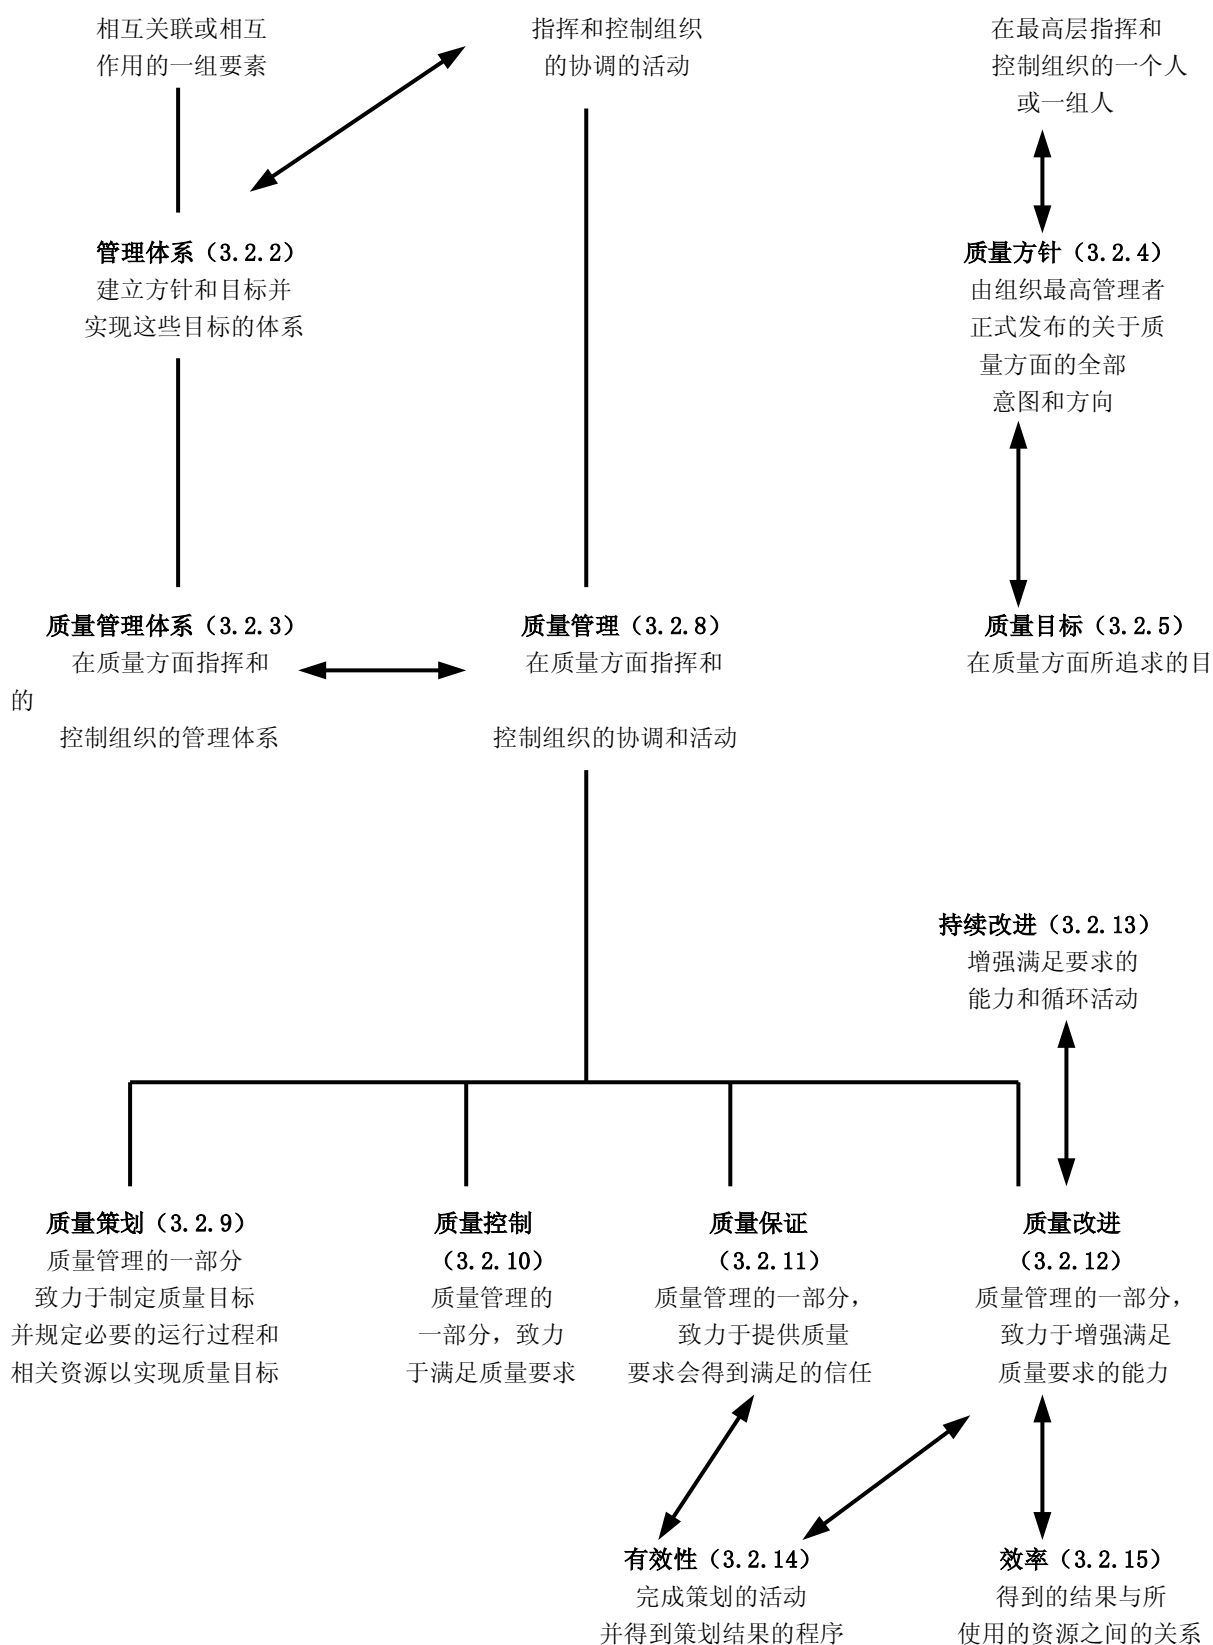 相互关联或相互
作用的一组要素
指挥和控制组织
的协调的活动
在最高层指挥和
控制组织的一个人
或一组人
管理体系（3.2.2）
建立方针和目标并
实现这些目标的体系
质量方针（3.2.4）
由组织最高管理者
正式发布的关于质
量方面的全部
意图和方向
质量管理体系（3.2.3）
在质量方面指挥和
的
控制组织的管理体系
质量管理（3.2.8）
在质量方面指挥和
控制组织的协调和活动
质量目标（3.2.5）
在质量方面所追求的目
持续改进（3.2.13）
增强满足要求的
能力和循环活动
质量策划（3.2.9）
质量管理的一部分
致力于制定质量目标
并规定必要的运行过程和
相关资源以实现质量目标
质量控制
（3.2.10）
质量管理的
一部分，致力
于满足质量要求
质量保证
（3.2.11）
质量管理的一部分，
致力于提供质量
要求会得到满足的信任
质量改进
（3.2.12）
质量管理的一部分，
致力于增强满足
质量要求的能力
有效性（3.2.14）
完成策划的活动
并得到策划结果的程序
效率（3.2.15）
得到的结果与所
使用的资源之间的关系